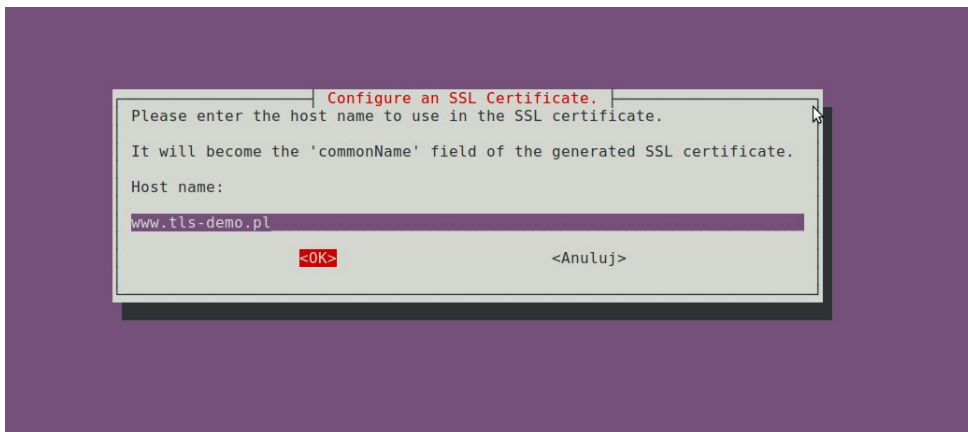 Configure an SSL Certificate.
Please enter the host name to use in the SSL certificate.
It will become the 'commonName' field of the generated SSL certificate.
Host name:
www.tls-demo.pl
<OK> <Anuluj>